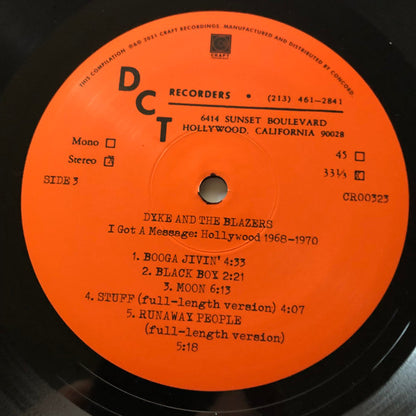 THIS COMPILATION ℗&© 2021 CRAFT RECORDINGS. MANUFACTURED AND DISTRIBUTED BY CONCORD.
CRAFT
DCT
RECORDERS • (213) 461-2841
6414 SUNSET BOULEVARD
HOLLYWOOD, CALIFORNIA 90028
Mono
45
Stereo
33⅓
SIDE 3
CR00323
DYKE AND THE BLAZERS
I Got A Message: Hollywood 1968-1970
1. BOOGA JIVIN' 4:33
2. BLACK BOX 2:21
3. MOON 6:13
4. STUFF (full-length version) 4:07
5. RUNAWAY PEOPLE
(full-length version)
5:18